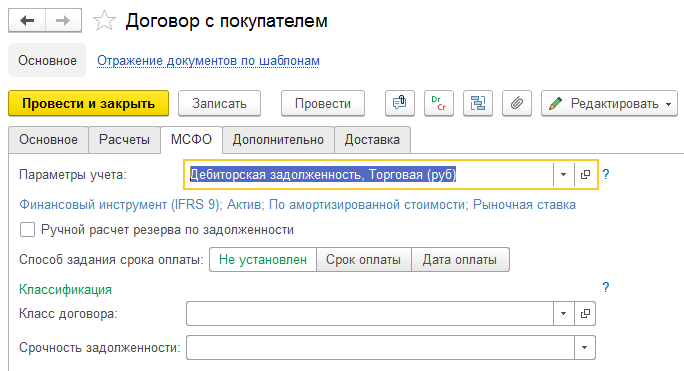 Договор с покупателем
Основное Отражение документов по шаблонам
Провести и закрыть Записать Провести Dr Cr Редактировать
Основное Расчеты МСФО Дополнительно Доставка
Параметры учета: Дебиторская задолженность, Торговая (руб) ?
Финансовый инструмент (IFRS 9); Актив; По амортизированной стоимости; Рыночная ставка
Ручной расчет резерва по задолженности
Способ задания срока оплаты: Не установлен Срок оплаты Дата оплаты
Классификация ?
Класс договора:
Срочность задолженности: